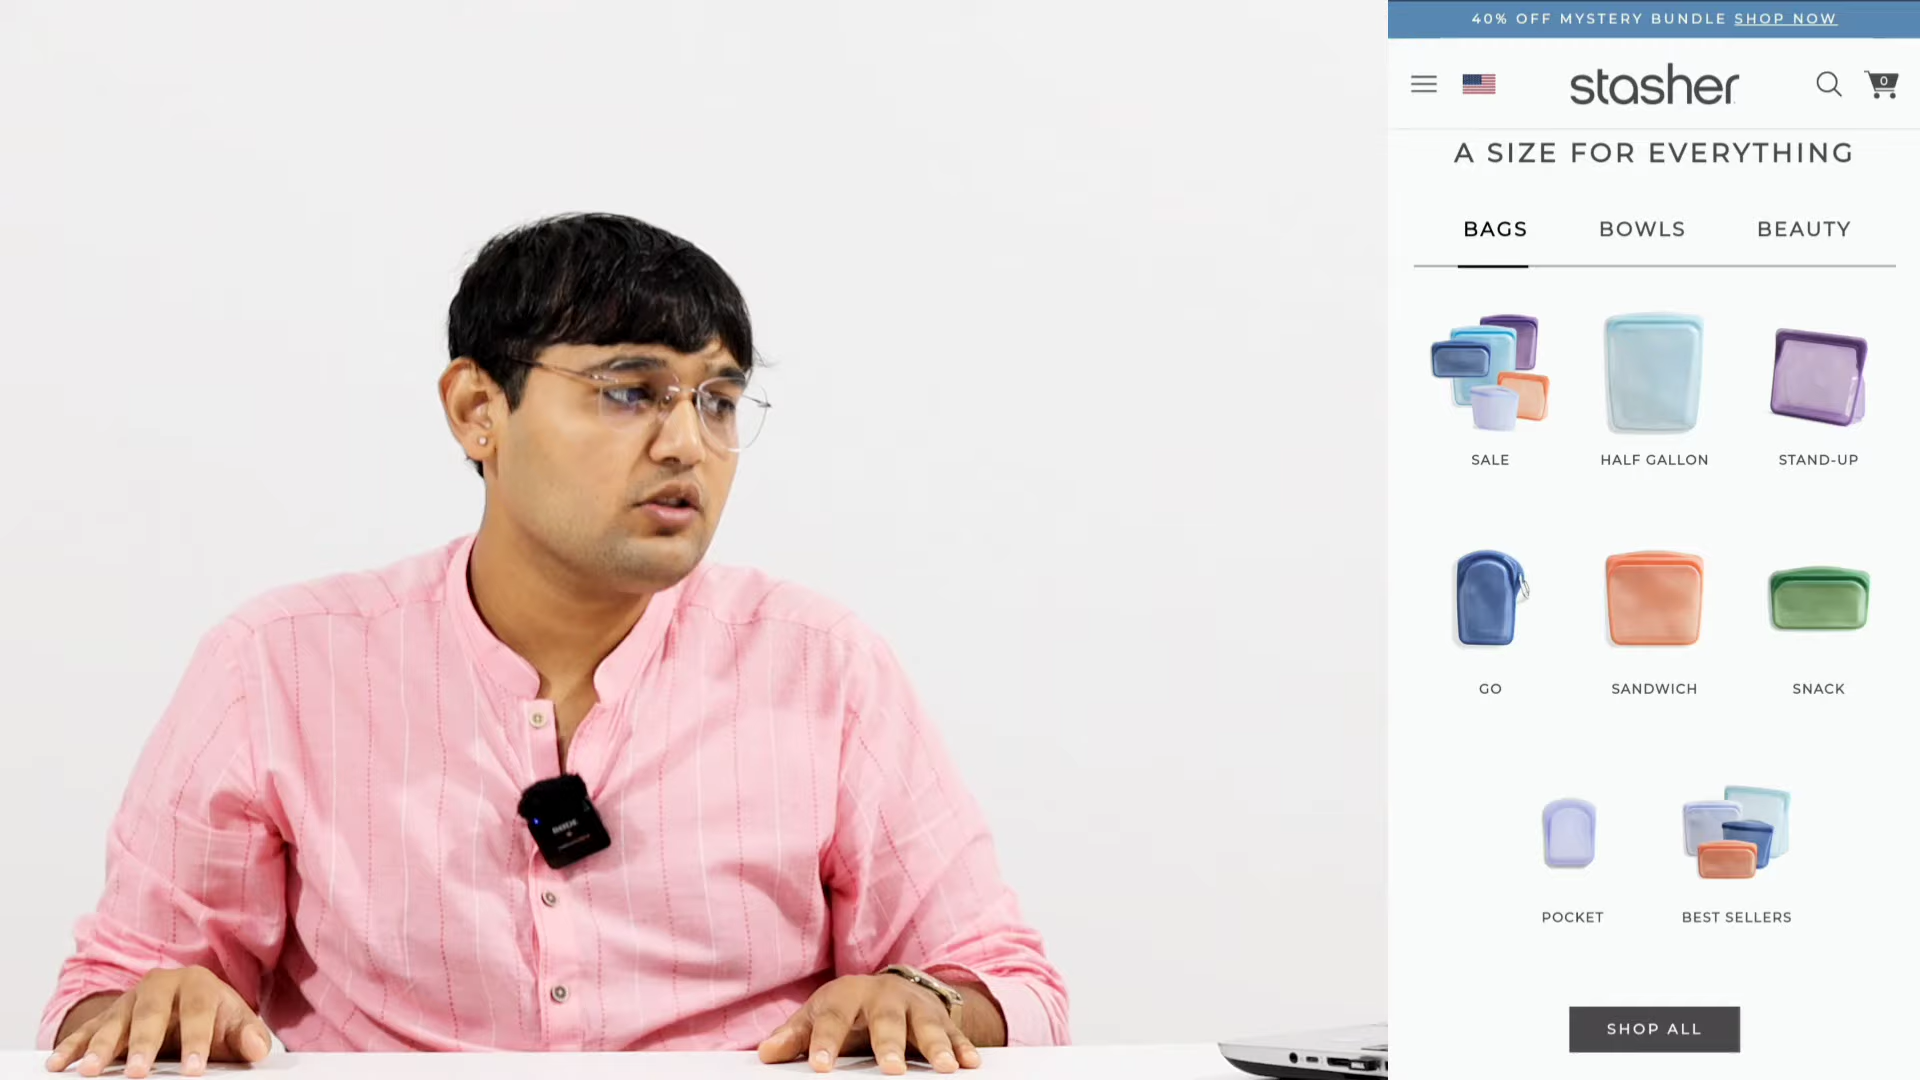 40% OFF MYSTERY BUNDLE SHOP NOW
stasher
0
A SIZE FOR EVERYTHING
BAGS BOWLS BEAUTY
SALE HALF GALLON STAND-UP
GO SANDWICH SNACK
POCKET BEST SELLERS
SHOP ALL